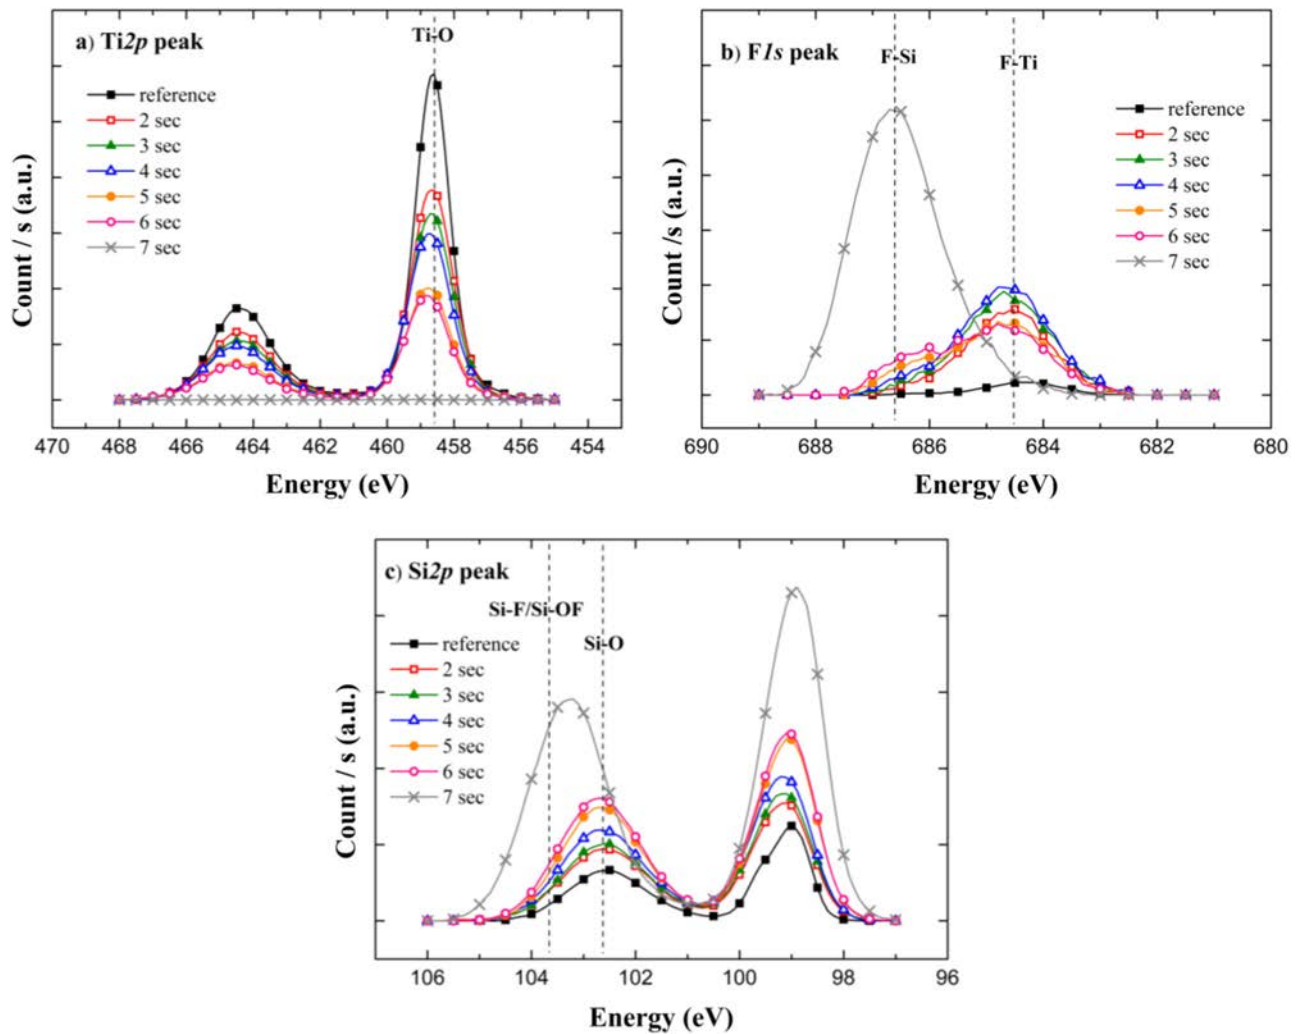 a) Ti2p peak
Ti-O
reference
2 sec
3 sec
4 sec
5 sec
6 sec
7 sec
Count / s (a.u.)
470 468 466 464 462 460 458 456 454
Energy (eV)
b) F1s peak
F-Si
F-Ti
reference
2 sec
3 sec
4 sec
5 sec
6 sec
7 sec
Count /s (a.u.)
690 688 686 684 682 680
Energy (eV)
c) Si2p peak
Si-F/Si-OF
Si-O
reference
2 sec
3 sec
4 sec
5 sec
6 sec
7 sec
Count / s (a.u.)
106 104 102 100 98 96
Energy (eV)